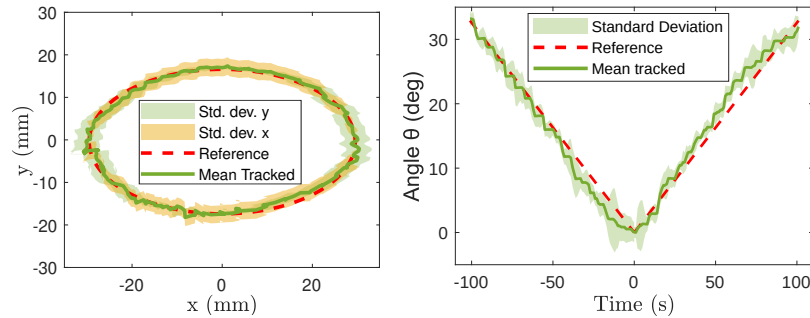 30
20
10
0
-10
-20
-30
y (mm)
Std. dev. y
Std. dev. x
Reference
Mean Tracked
-20
0
20
x (mm)
30
20
10
0
Angle θ (deg)
Standard Deviation
Reference
Mean tracked
-100
-50
0
50
100
Time (s)